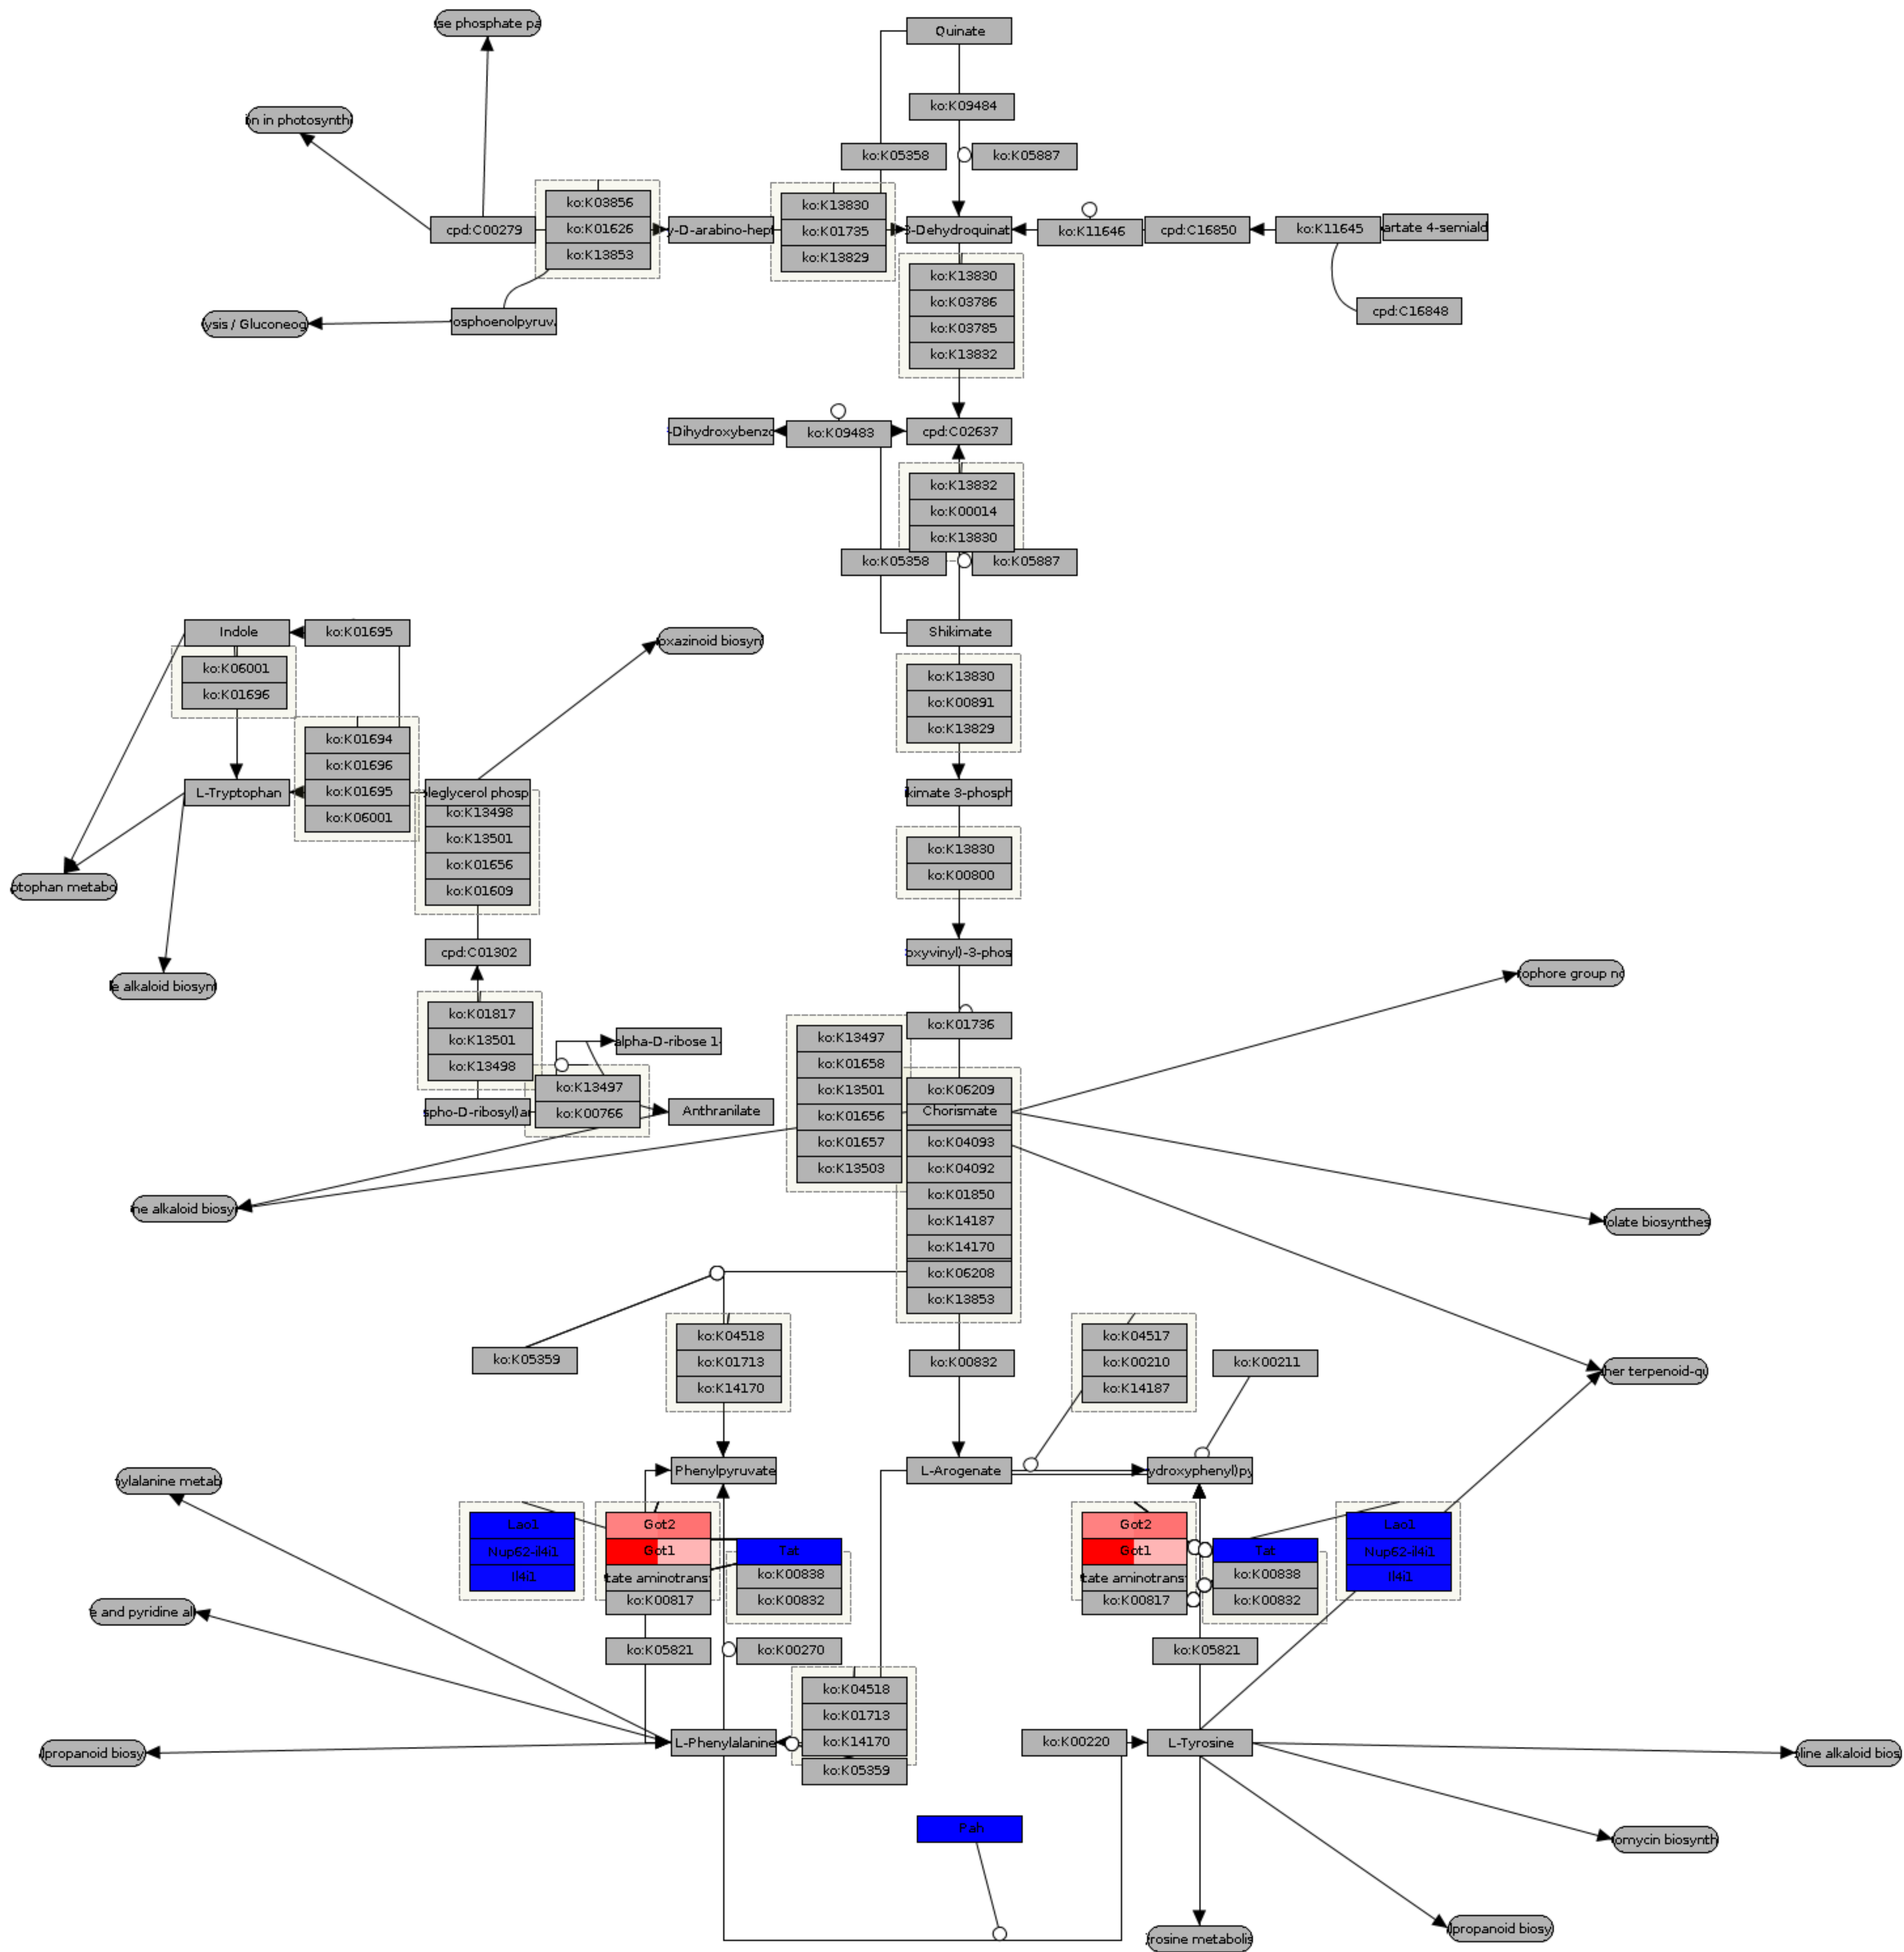 se phosphate pa
Quinate
ko:K09484
on in photosynth
ko:K05358
ko:K05887
ko:K03856
ko:K01626
ko:K13853
ko:K13830
ko:K01735
ko:K13829
cpd:C00279
y-D-arabino-hept
3-Dehydroquinat
ko:K11646
cpd:C16850
ko:K11645
artate 4-semiald
ko:K13830
ko:K03786
ko:K03785
ko:K13832
cpd:C16848
ysis / Gluconeog
osphoenolpyruv
-Dihydroxybenzo
ko:K09483
cpd:C02637
ko:K13832
ko:K00014
ko:K13830
ko:K05358
ko:K05887
Indole
ko:K01695
oxazinoid biosyn
Shikimate
ko:K06001
ko:K01696
ko:K13830
ko:K00891
ko:K13829
ko:K01694
ko:K01696
ko:K01695
ko:K06001
L-Tryptophan
leglycerol phosp
ko:K13498
ko:K13501
ko:K01656
ko:K01609
kimate 3-phosph
ko:K13830
ko:K00800
ptophan metabo
cpd:C01302
oxyvinyl)-3-phos
e alkaloid biosyn
ophore group no
ko:K01817
ko:K13501
ko:K13498
alpha-D-ribose 1-
ko:K01736
ko:K13497
ko:K01658
ko:K13501
ko:K01656
ko:K01657
ko:K13503
ko:K13497
ko:K00766
spho-D-ribosyl)an
Anthranilate
ko:K06209
Chorismate
ko:K04093
ko:K04092
ko:K01850
ko:K14187
ko:K14170
ko:K06208
ko:K13853
ne alkaloid biosy
olate biosynthes
ko:K05359
ko:K04518
ko:K01713
ko:K14170
ko:K00832
ko:K04517
ko:K00210
ko:K14187
ko:K00211
her terpenoid-qu
ylalanine metab
Phenylpyruvate
L-Arogenate
ydroxyphenyl)py
Lao1
Nup62-il4i1
Il4i1
Got2
Got1
tate aminotrans
ko:K00817
Tat
ko:K00838
ko:K00832
Got2
Got1
tate aminotrans
ko:K00817
Tat
ko:K00838
ko:K00832
Lao1
Nup62-il4i1
Il4i1
e and pyridine al
ko:K05821
ko:K00270
ko:K05821
ko:K04518
ko:K01713
ko:K14170
ko:K05359
lpropanoid biosy
L-Phenylalanine
ko:K00220
L-Tyrosine
line alkaloid bios
Pah
omycin biosynth
lpropanoid biosy
rosine metabolis